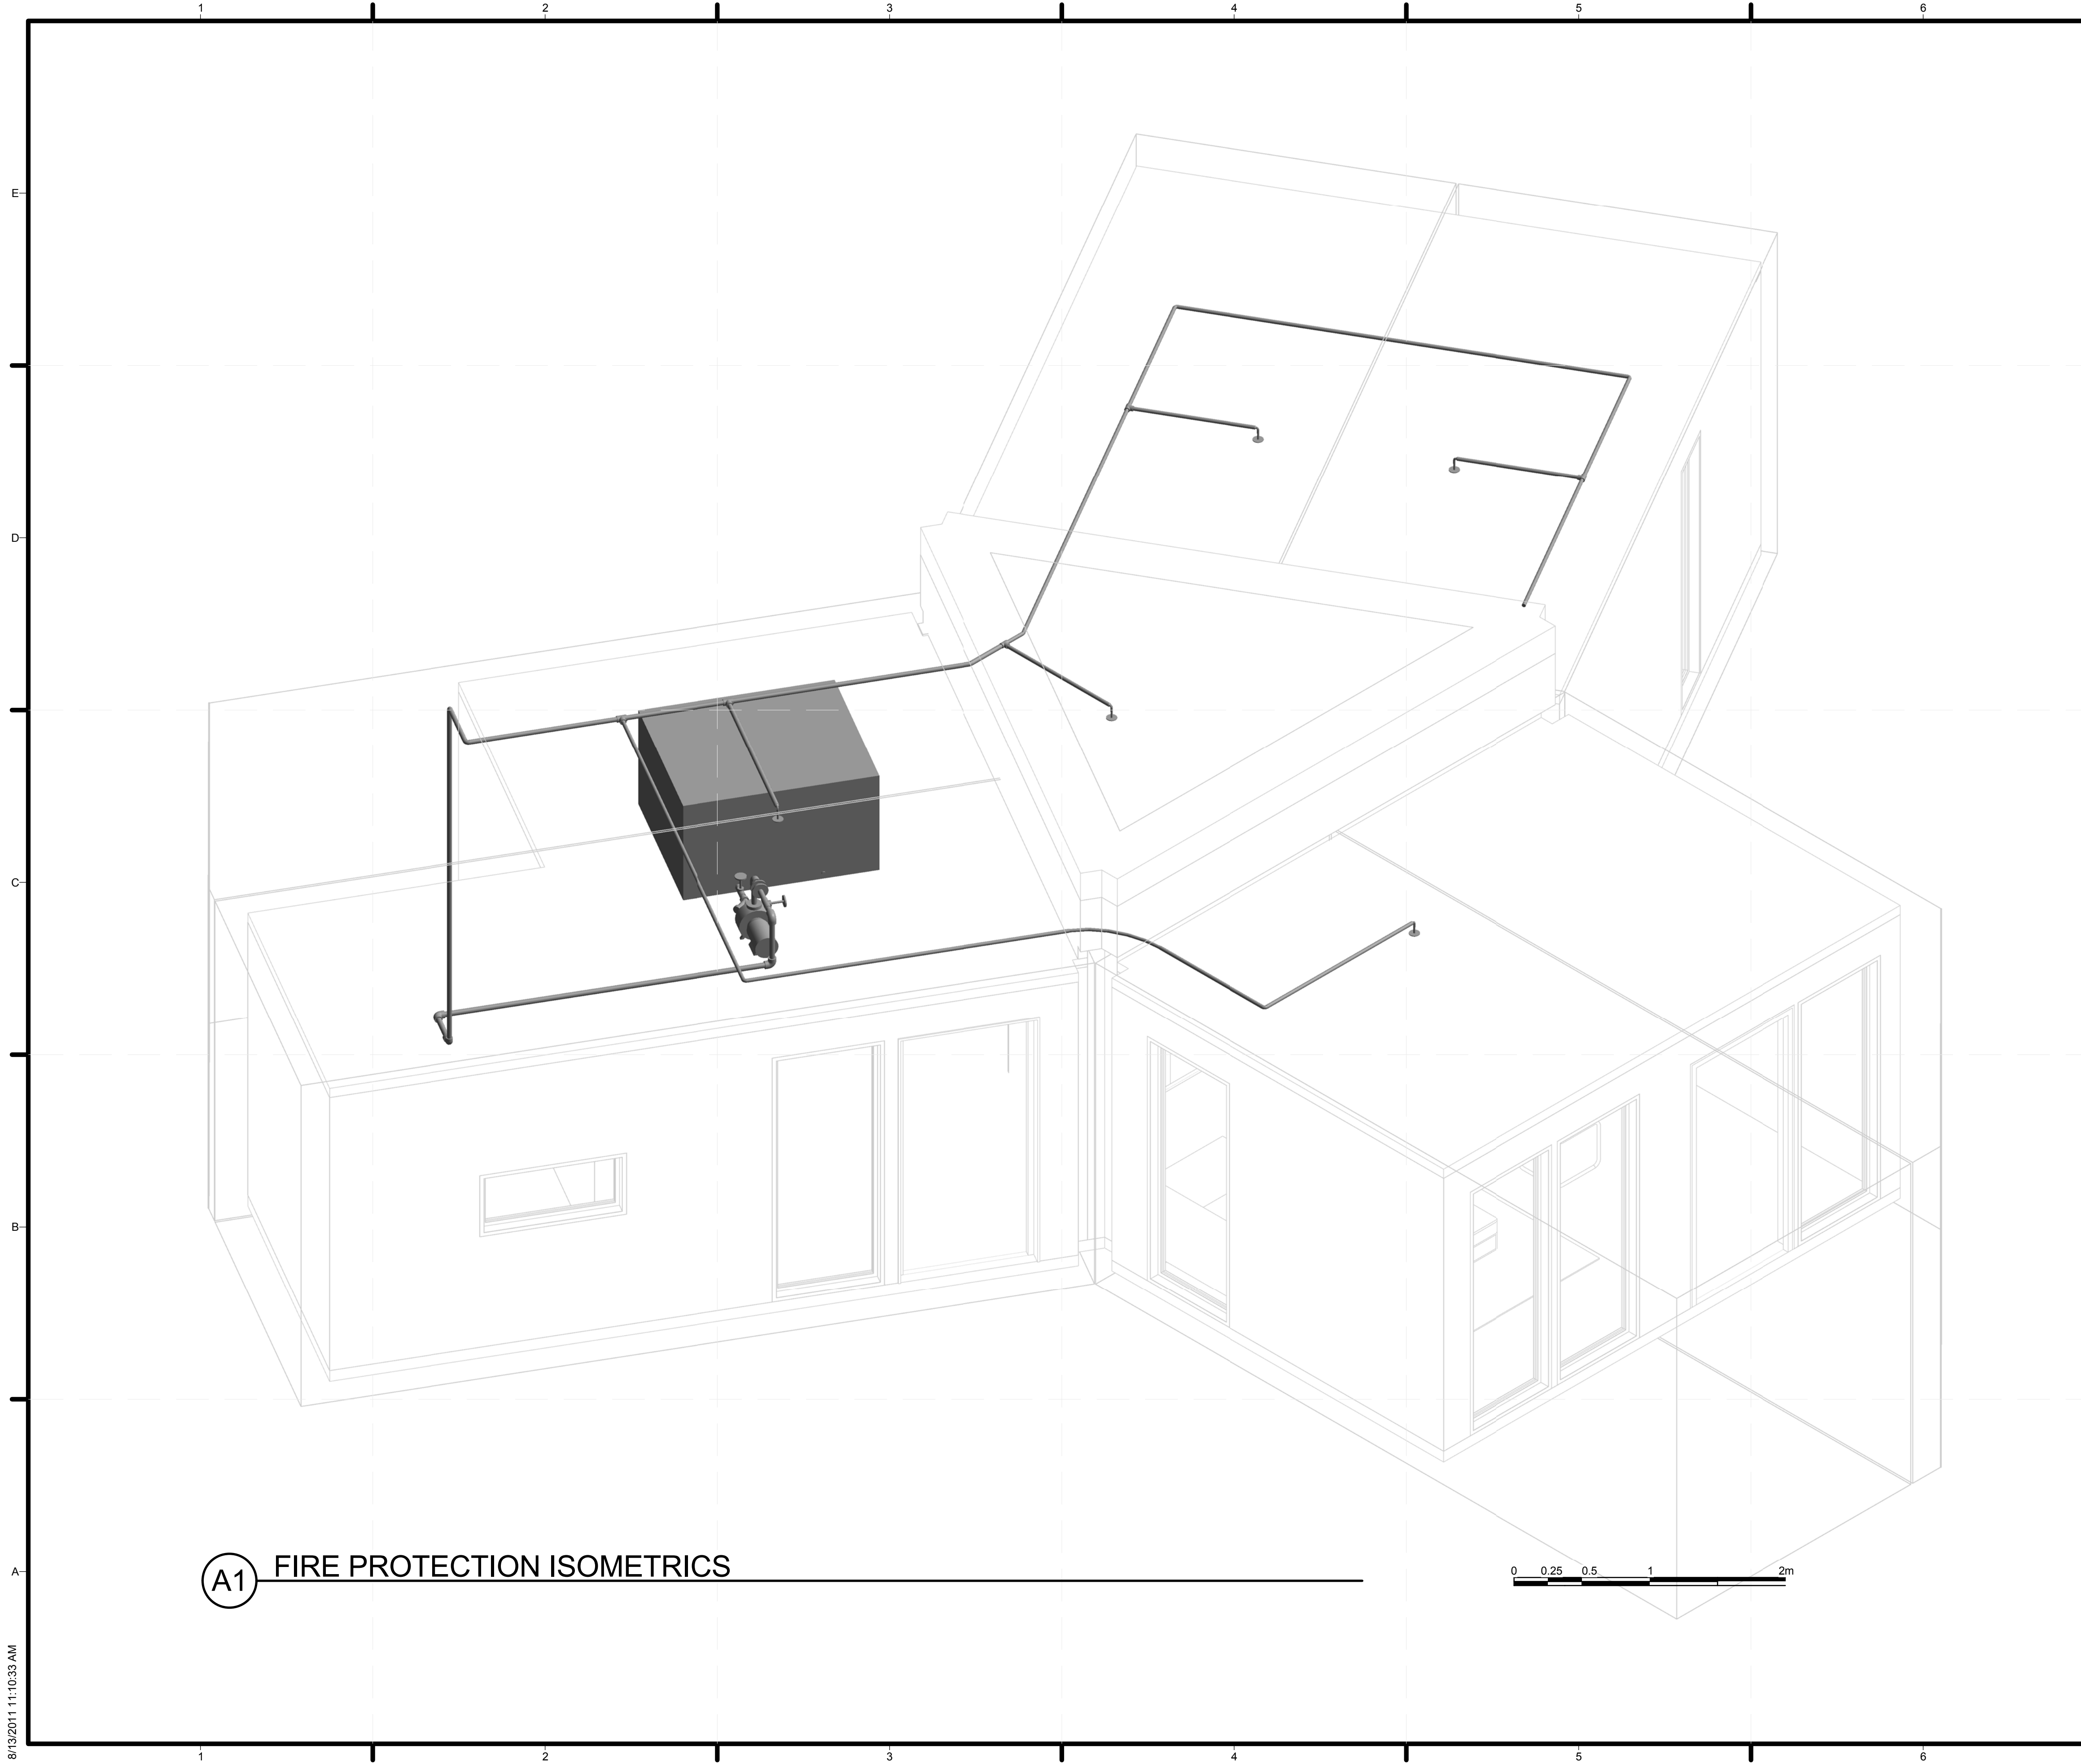 1 2 3 4 5 6
E
D
C
B
A
A1 FIRE PROTECTION ISOMETRICS
0 0.25 0.5 1 2m
8/13/2011 11:10:33 AM
1 2 3 4 5 6